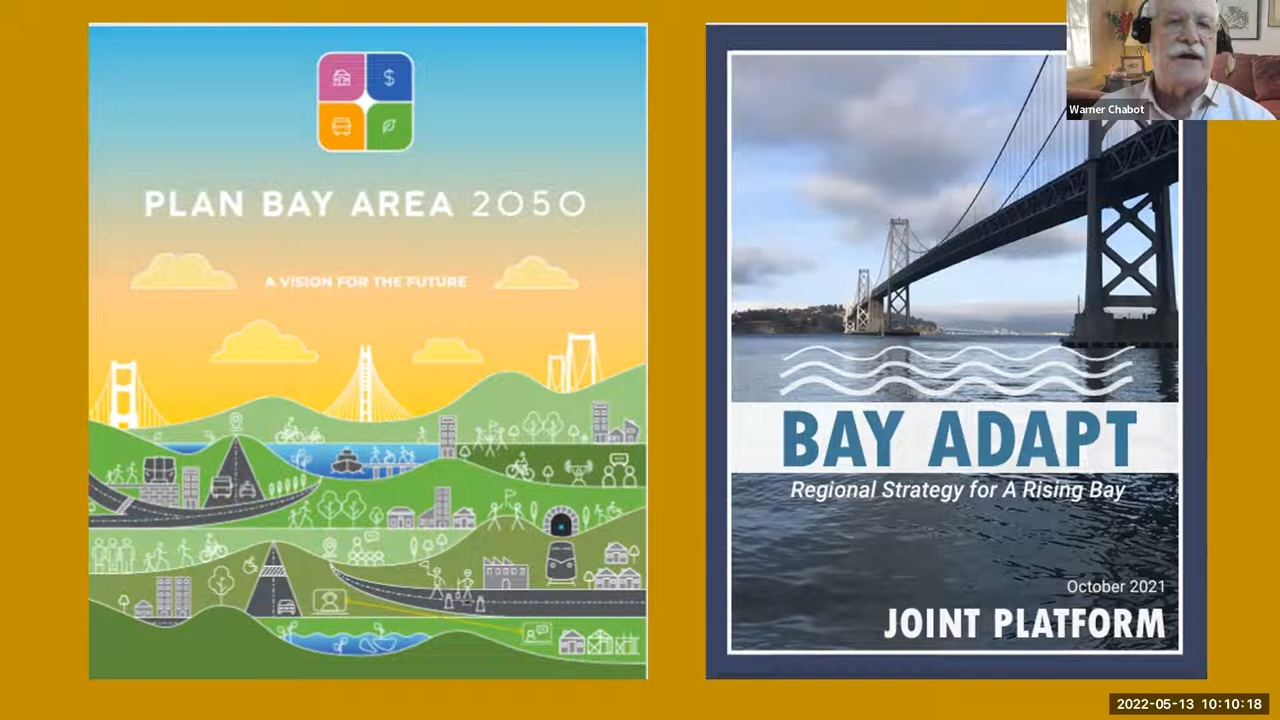 PLAN BAY AREA 2050
A VISION FOR THE FUTURE
$
BAY ADAPT
Regional Strategy for A Rising Bay
October 2021
JOINT PLATFORM
Warner Chabot
2022-05-13 10:10:18